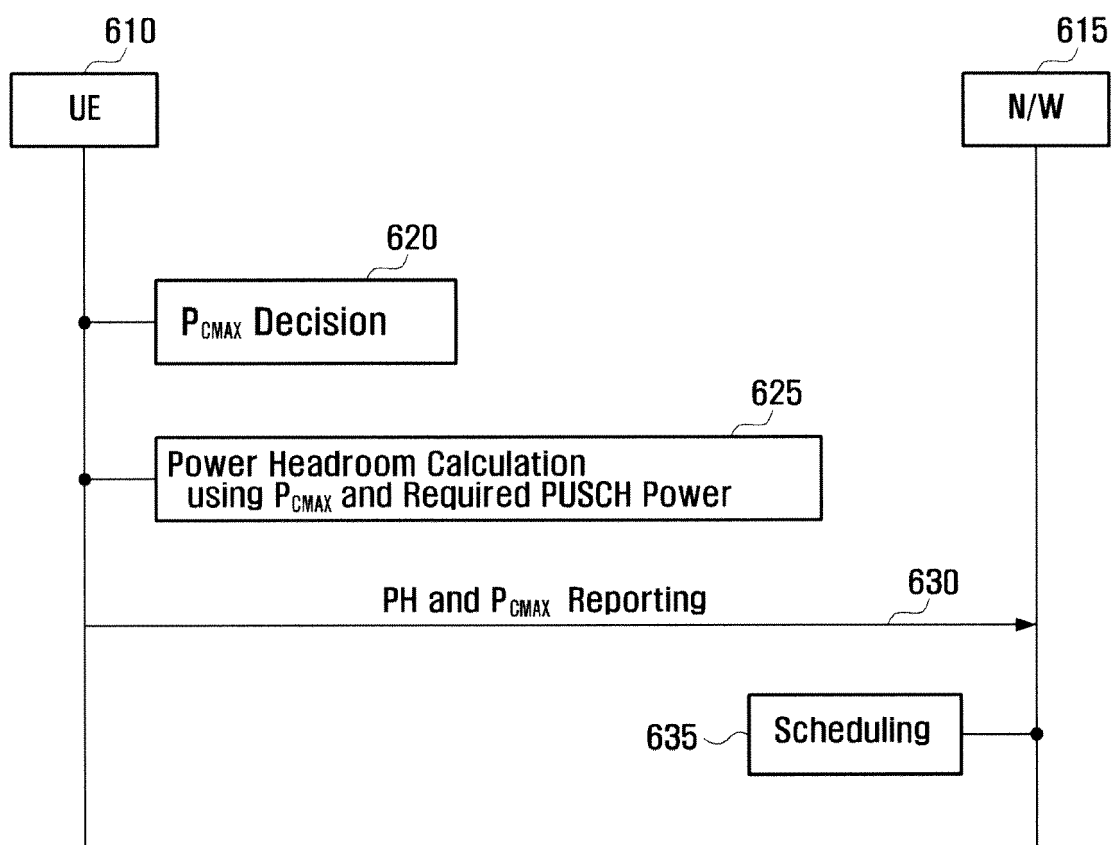 610
615
UE
N/W
620
PCMAX Decision
625
Power Headroom Calculation
using PCMAX and Required PUSCH Power
PH and PCMAX Reporting
630
635
Scheduling